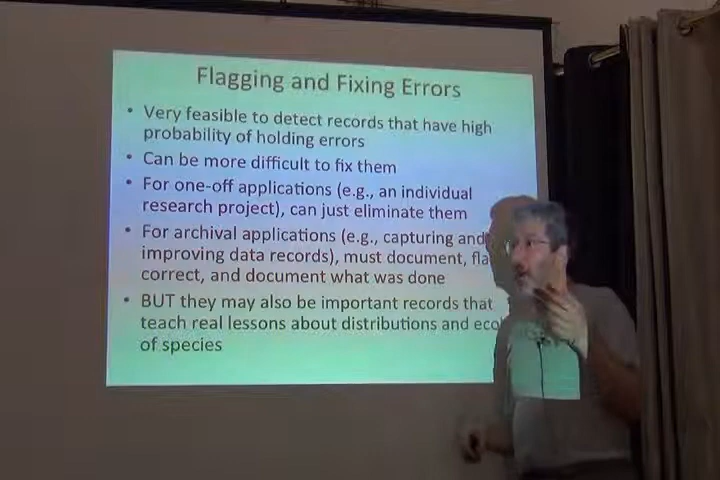 Flagging and Fixing Errors
• Very feasible to detect records that have high
probability of holding errors
• Can be more difficult to fix them
• For one-off applications (e.g., an individual
research project), can just eliminate them
• For archival applications (e.g., capturing and
improving data records), must document,
correct, and document what was done
• BUT they may also be important records that
teach real lessons about distributions and
of species